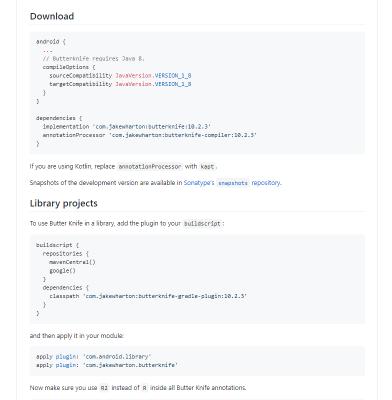 Download
android {
...
// Butterknife requires Java 8.
compileOptions {
sourceCompatibility JavaVersion.VERSION_1_8
targetCompatibility JavaVersion.VERSION_1_8
}
}
dependencies {
implementation 'com.jakewharton:butterknife:10.2.3'
annotationProcessor 'com.jakewharton:butterknife-compiler:10.2.3'
}
If you are using Kotlin, replace annotationProcessor with kapt.
Snapshots of the development version are available in Sonatype's snapshots repository.
Library projects
To use Butter Knife in a library, add the plugin to your buildscript:
buildscript {
repositories {
mavenCentral()
google()
}
dependencies {
classpath 'com.jakewharton:butterknife-gradle-plugin:10.2.3'
}
}
and then apply it in your module:
apply plugin: 'com.android.library'
apply plugin: 'com.jakewharton.butterknife'
Now make sure you use R2 instead of R inside all Butter Knife annotations.